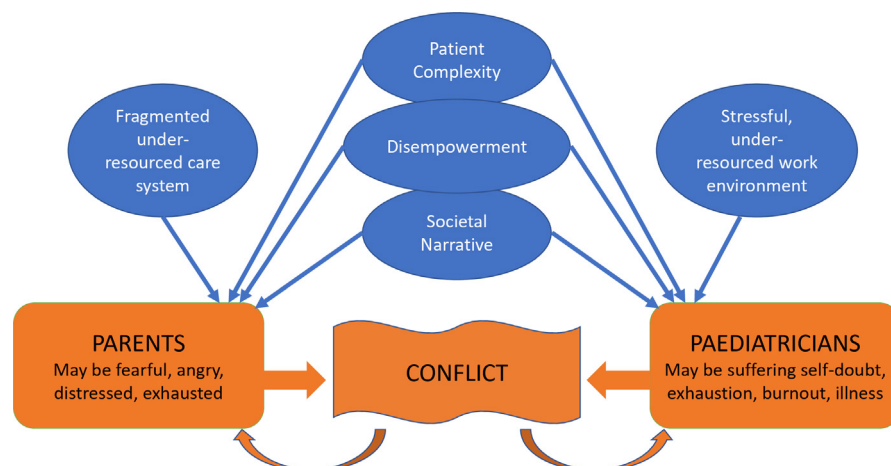 Patient
Complexity
Fragmented
under-
resourced care
system
Disempowerment
Stressful,
under-
resourced work
environment
Societal
Narrative
PARENTS
May be fearful, angry,
distressed, exhausted
CONFLICT
PAEDIATRICIANS
May be suffering self-doubt,
exhaustion, burnout, illness